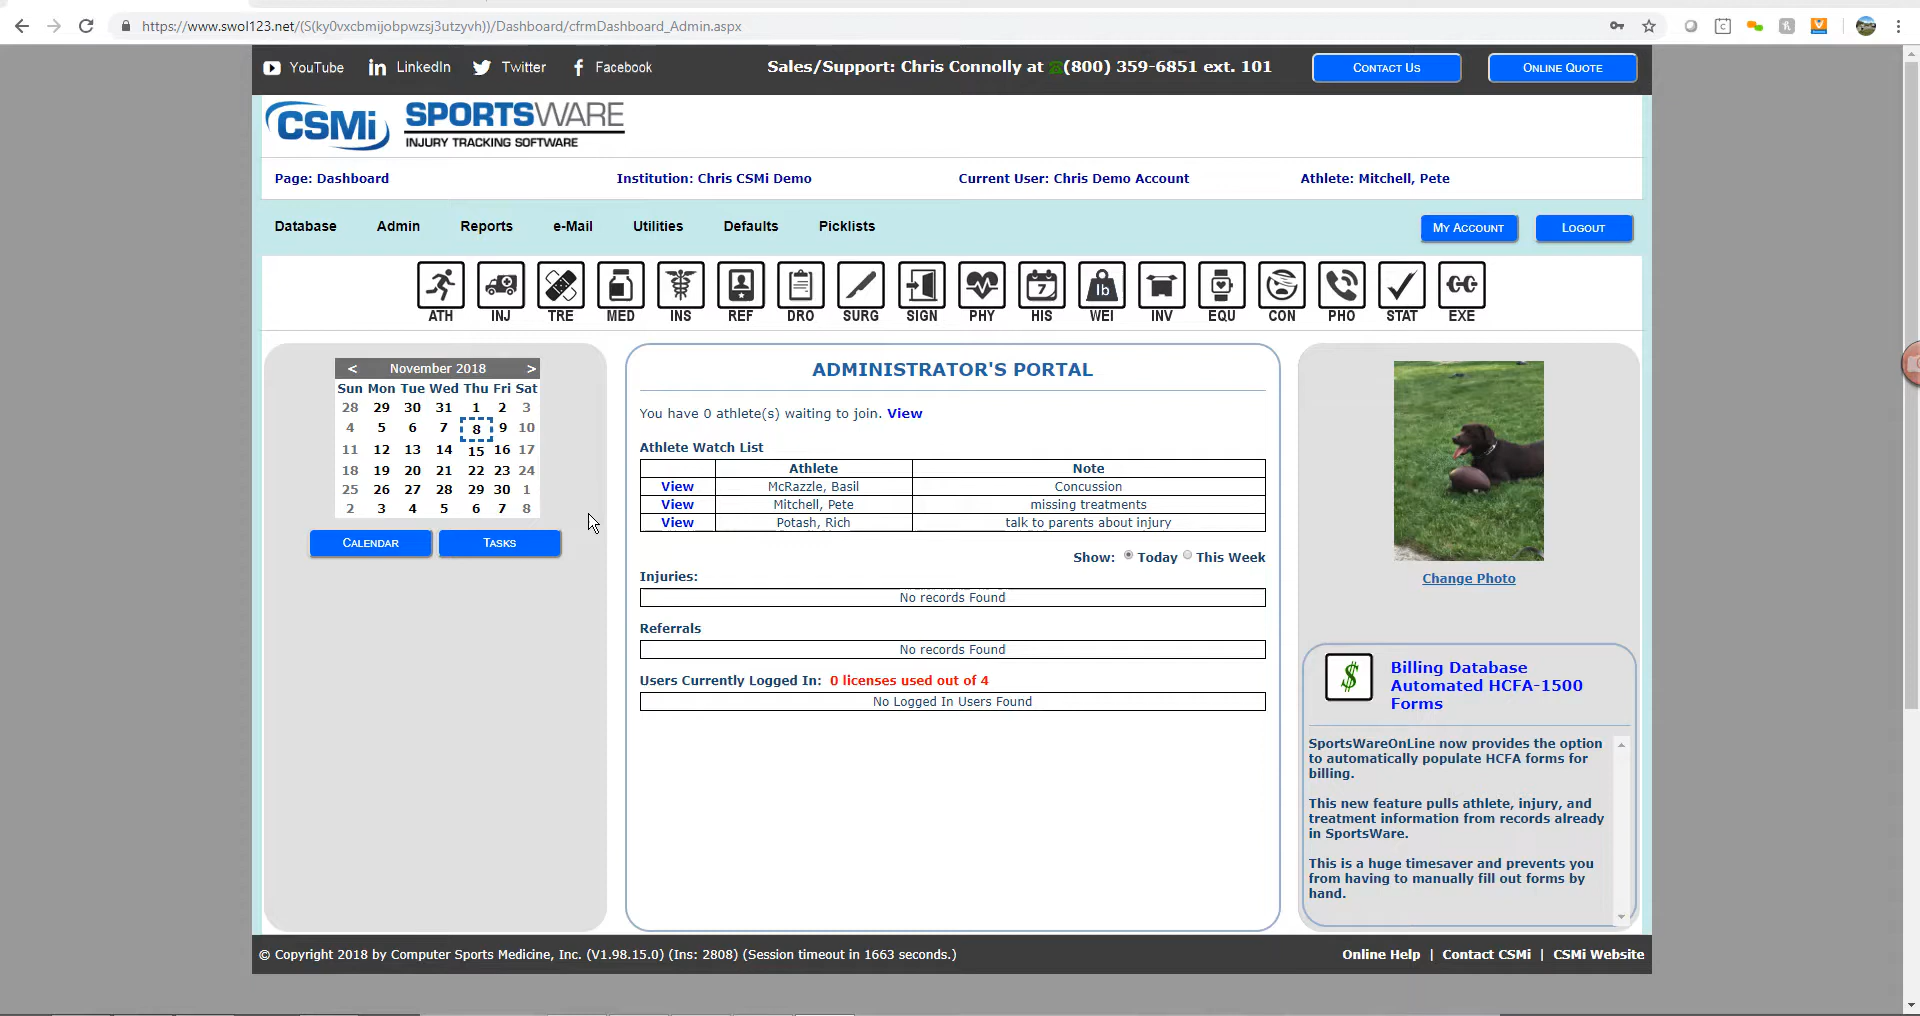 https://www.swol123.net/(S(ky0vxcbmijobpwzsj3utzyvh))/Dashboard/cfrmDashboard_Admin.aspx
YouTube LinkedIn Twitter Facebook Sales/Support: Chris Connolly at (800) 359-6851 ext. 101 CONTACT US ONLINE QUOTE
CSMi SPORTSWARE
INJURY TRACKING SOFTWARE
Page: Dashboard Institution: Chris CSMi Demo Current User: Chris Demo Account Athlete: Mitchell, Pete
Database Admin Reports e-Mail Utilities Defaults Picklists MY ACCOUNT LOGOUT
7 lb
ATH INJ TRE MED INS REF DRO SURG SIGN PHY HIS WEI INV EQU CON PHO STAT EXE
< November 2018 >
Sun Mon Tue Wed Thu Fri Sat
28 29 30 31 1 2 3
4 5 6 7 8 9 10
11 12 13 14 15 16 17
18 19 20 21 22 23 24
25 26 27 28 29 30 1
2 3 4 5 6 7 8
CALENDAR TASKS
ADMINISTRATOR'S PORTAL
You have 0 athlete(s) waiting to join. View
Athlete Watch List
Athlete Note
View McRazzle, Basil Concussion
View Mitchell, Pete missing treatments
View Potash, Rich talk to parents about injury
Show: Today This Week
Injuries:
No records Found
Referrals
No records Found
Users Currently Logged In: 0 licenses used out of 4
No Logged In Users Found
Change Photo
$ Billing Database
Automated HCFA-1500
Forms
SportsWareOnLine now provides the option
to automatically populate HCFA forms for
billing.
This new feature pulls athlete, injury, and
treatment information from records already
in SportsWare.
This is a huge timesaver and prevents you
from having to manually fill out forms by
hand.
© Copyright 2018 by Computer Sports Medicine, Inc. (V1.98.15.0) (Ins: 2808) (Session timeout in 1663 seconds.) Online Help | Contact CSMi | CSMi Website